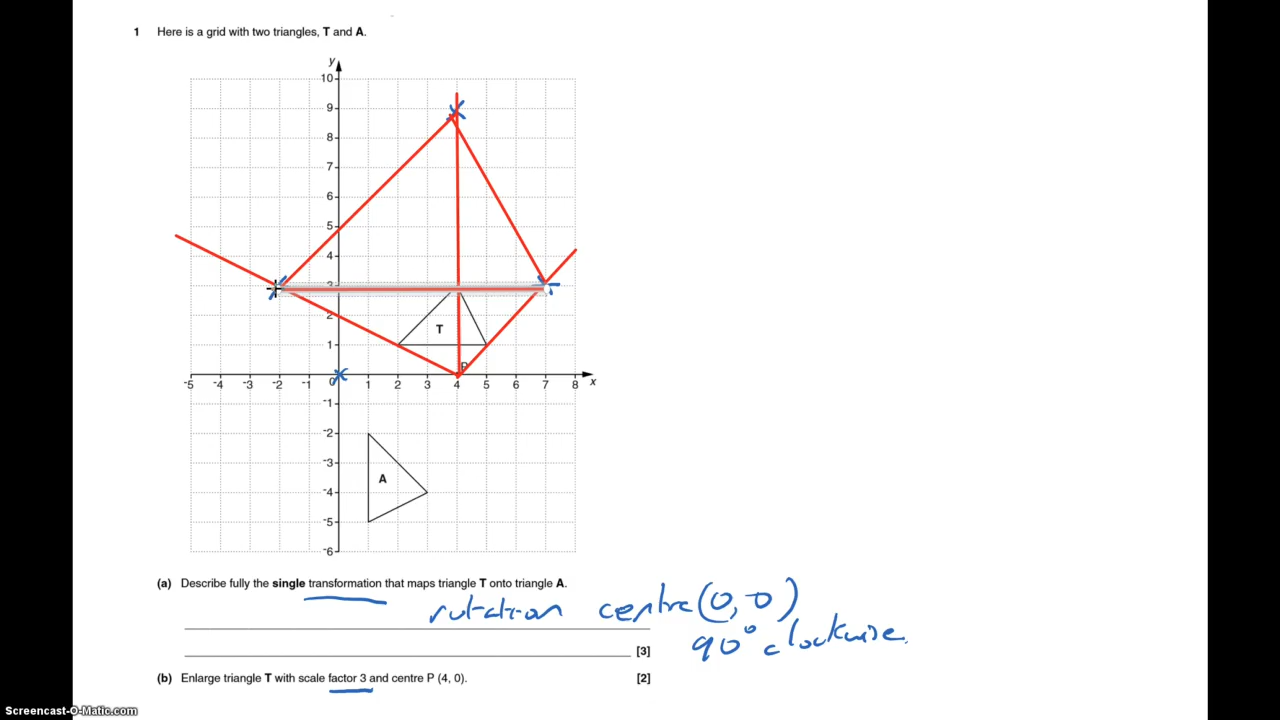 1 Here is a grid with two triangles, T and A.
y
10
9
8
7
6
5
4
3
2
1
T
P
-5 -4 -3 -2 -1 0 1 2 3 4 5 6 7 8 x
-1
-2
-3
A
-4
-5
-6
(a) Describe fully the single transformation that maps triangle T onto triangle A.
rotation centre (0,0)
90° clockwise.
[3]
(b) Enlarge triangle T with scale factor 3 and centre P (4, 0). [2]
Screencast-O-Matic.com